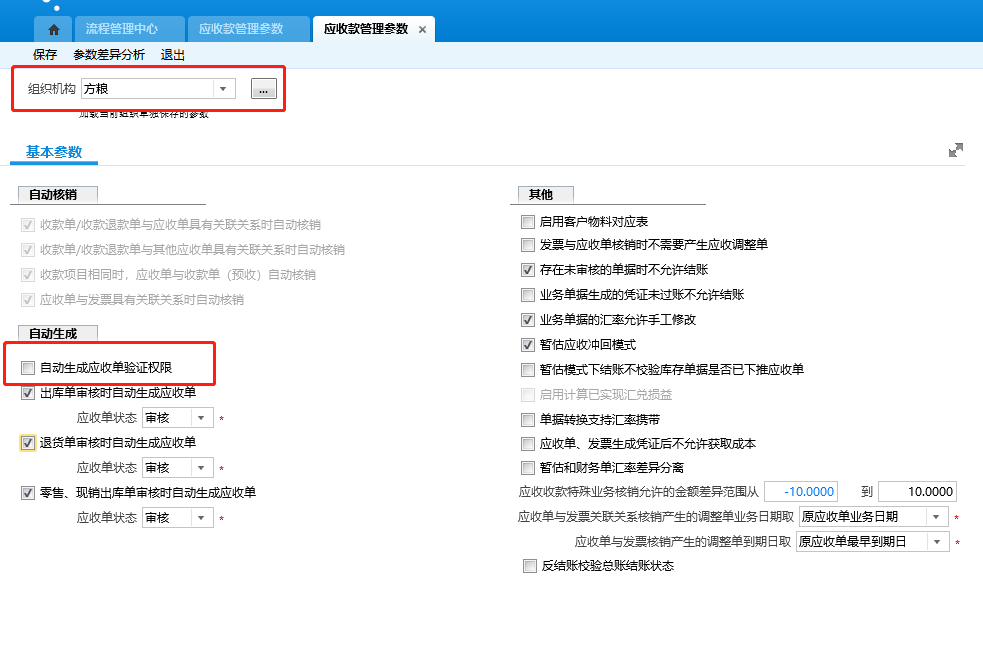 流程管理中心 应收款管理参数 应收款管理参数 ×
保存 参数差异分析 退出
组织机构 方粮 ...
加载当前组织单独保存的参数
基本参数
自动核销
收款单/收款退款单与应收单具有关联关系时自动核销
收款单/收款退款单与其他应收单具有关联关系时自动核销
收款项目相同时，应收单与收款单（预收）自动核销
应收单与发票具有关联关系时自动核销
自动生成
自动生成应收单验证权限
出库单审核时自动生成应收单
应收单状态 审核 *
退货单审核时自动生成应收单
应收单状态 审核 *
零售、现销出库单审核时自动生成应收单
应收单状态 审核 *
其他
启用客户物料对应表
发票与应收单核销时不需要产生应收调整单
存在未审核的单据时不允许结账
业务单据生成的凭证未过账不允许结账
业务单据的汇率允许手工修改
暂估应收冲回模式
暂估模式下结账不校验库存单据是否已下推应收单
启用计算已实现汇兑损益
单据转换支持汇率携带
应收单、发票生成凭证后不允许获取成本
暂估和财务单汇率差异分离
应收收款特殊业务核销允许的金额差异范围从 -10.0000 到 10.0000
应收单与发票关联关系核销产生的调整单业务日期取 原应收单业务日期 *
应收单与发票核销产生的调整单到期日取 原应收单最早到期日 *
反结账校验总账结账状态